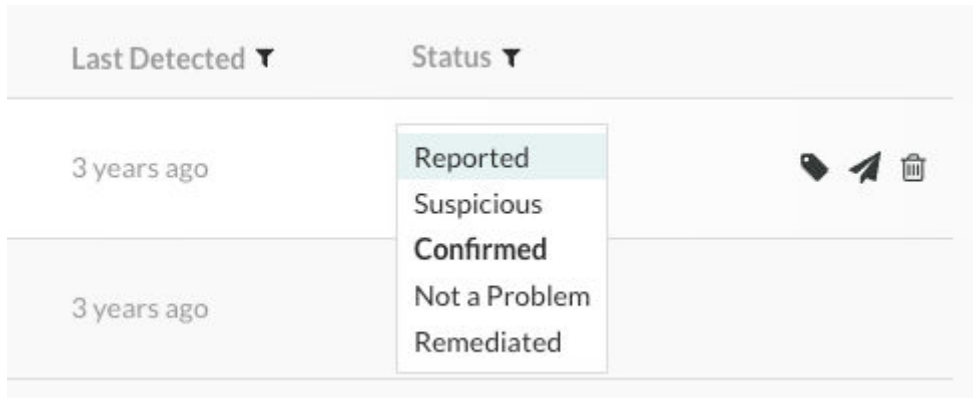 Last Detected Status
3 years ago
Reported
Suspicious
Confirmed
Not a Problem
Remediated
3 years ago